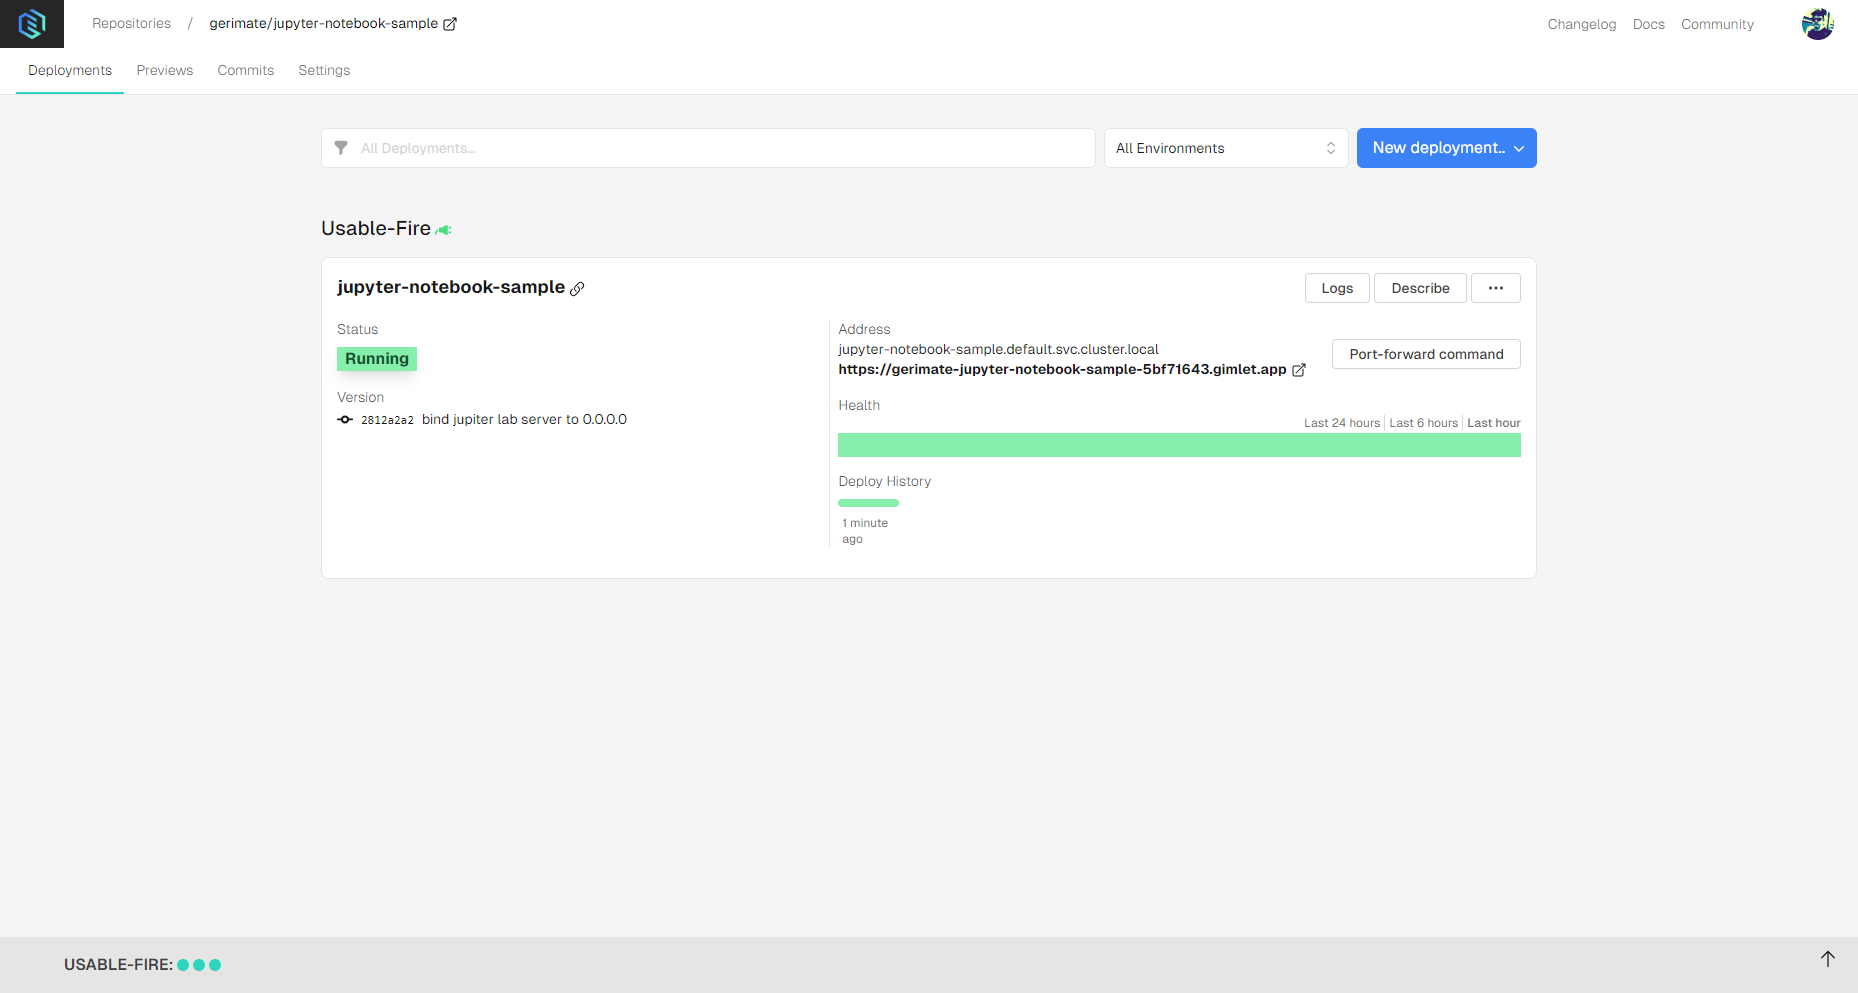 Repositories / gerimate/jupyter-notebook-sample
Changelog Docs Community
Deployments Previews Commits Settings
All Deployments...
All Environments
New deployment..
Usable-Fire
jupyter-notebook-sample
Logs Describe ...
Status
Running
Version
2812a2a2 bind jupiter lab server to 0.0.0.0
Address
jupyter-notebook-sample.default.svc.cluster.local
https://gerimate-jupyter-notebook-sample-5bf71643.gimlet.app
Port-forward command
Health
Last 24 hours Last 6 hours Last hour
Deploy History
1 minute
ago
USABLE-FIRE: